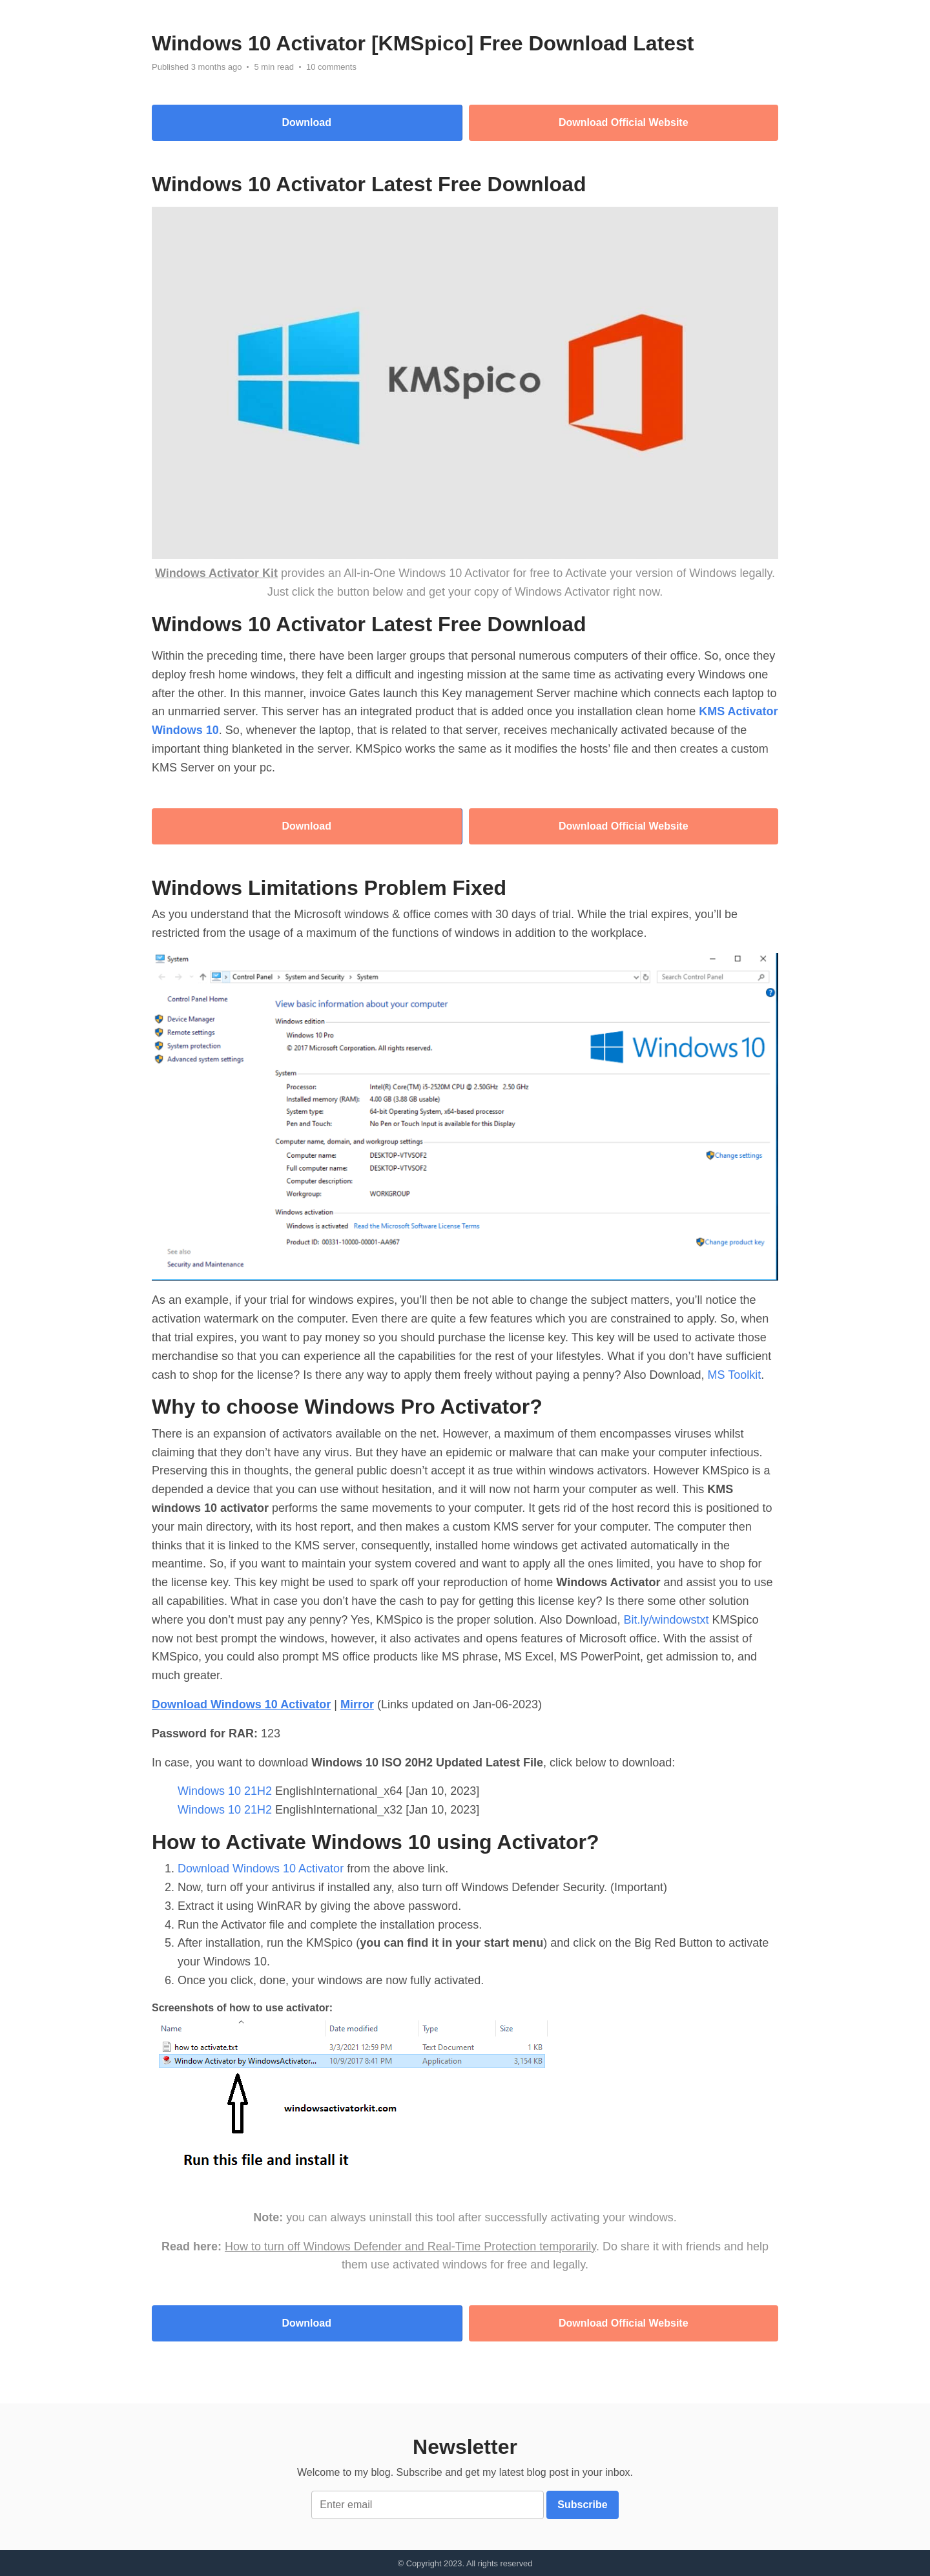 Windows 10 Activator [KMSpico] Free Download Latest
Published 3 months ago • 5 min read • 10 comments
Download
Download Official Website
Windows 10 Activator Latest Free Download
KMSpico
Windows Activator Kit provides an All-in-One Windows 10 Activator for free to Activate your version of Windows legally.
Just click the button below and get your copy of Windows Activator right now.
Windows 10 Activator Latest Free Download
Within the preceding time, there have been larger groups that personal numerous computers of their office. So, once they
deploy fresh home windows, they felt a difficult and ingesting mission at the same time as activating every Windows one
after the other. In this manner, invoice Gates launch this Key management Server machine which connects each laptop to
an unmarried server. This server has an integrated product that is added once you installation clean home KMS Activator
Windows 10. So, whenever the laptop, that is related to that server, receives mechanically activated because of the
important thing blanketed in the server. KMSpico works the same as it modifies the hosts’ file and then creates a custom
KMS Server on your pc.
Download
Download Official Website
Windows Limitations Problem Fixed
As you understand that the Microsoft windows & office comes with 30 days of trial. While the trial expires, you’ll be
restricted from the usage of a maximum of the functions of windows in addition to the workplace.
System
Control Panel › System and Security › System
Search Control Panel
Control Panel Home
Device Manager
Remote settings
System protection
Advanced system settings
View basic information about your computer
Windows edition
Windows 10 Pro
© 2017 Microsoft Corporation. All rights reserved.
Windows 10
System
Processor: Intel(R) Core(TM) i5-2520M CPU @ 2.50GHz 2.50 GHz
Installed memory (RAM): 4.00 GB (3.88 GB usable)
System type: 64-bit Operating System, x64-based processor
Pen and Touch: No Pen or Touch Input is available for this Display
Computer name, domain, and workgroup settings
Computer name: DESKTOP-VTVSOF2
Change settings
Full computer name: DESKTOP-VTVSOF2
Computer description:
Workgroup: WORKGROUP
Windows activation
Windows is activated Read the Microsoft Software License Terms
Product ID: 00331-10000-00001-AA967
Change product key
See also
Security and Maintenance
As an example, if your trial for windows expires, you’ll then be not able to change the subject matters, you’ll notice the
activation watermark on the computer. Even there are quite a few features which you are constrained to apply. So, when
that trial expires, you want to pay money so you should purchase the license key. This key will be used to activate those
merchandise so that you can experience all the capabilities for the rest of your lifestyles. What if you don’t have sufficient
cash to shop for the license? Is there any way to apply them freely without paying a penny? Also Download, MS Toolkit.
Why to choose Windows Pro Activator?
There is an expansion of activators available on the net. However, a maximum of them encompasses viruses whilst
claiming that they don’t have any virus. But they have an epidemic or malware that can make your computer infectious.
Preserving this in thoughts, the general public doesn’t accept it as true within windows activators. However KMSpico is a
depended a device that you can use without hesitation, and it will now not harm your computer as well. This KMS
windows 10 activator performs the same movements to your computer. It gets rid of the host record this is positioned to
your main directory, with its host report, and then makes a custom KMS server for your computer. The computer then
thinks that it is linked to the KMS server, consequently, installed home windows get activated automatically in the
meantime. So, if you want to maintain your system covered and want to apply all the ones limited, you have to shop for
the license key. This key might be used to spark off your reproduction of home Windows Activator and assist you to use
all capabilities. What in case you don’t have the cash to pay for getting this license key? Is there some other solution
where you don’t must pay any penny? Yes, KMSpico is the proper solution. Also Download, Bit.ly/windowstxt KMSpico
now not best prompt the windows, however, it also activates and opens features of Microsoft office. With the assist of
KMSpico, you could also prompt MS office products like MS phrase, MS Excel, MS PowerPoint, get admission to, and
much greater.
Download Windows 10 Activator | Mirror (Links updated on Jan-06-2023)
Password for RAR: 123
In case, you want to download Windows 10 ISO 20H2 Updated Latest File, click below to download:
Windows 10 21H2 EnglishInternational_x64 [Jan 10, 2023]
Windows 10 21H2 EnglishInternational_x32 [Jan 10, 2023]
How to Activate Windows 10 using Activator?
1. Download Windows 10 Activator from the above link.
2. Now, turn off your antivirus if installed any, also turn off Windows Defender Security. (Important)
3. Extract it using WinRAR by giving the above password.
4. Run the Activator file and complete the installation process.
5. After installation, run the KMSpico (you can find it in your start menu) and click on the Big Red Button to activate
your Windows 10.
6. Once you click, done, your windows are now fully activated.
Screenshots of how to use activator:
Name Date modified Type Size
how to activate.txt 3/3/2021 12:59 PM Text Document 1 KB
Window Activator by WindowsActivator... 10/9/2017 8:41 PM Application 3,154 KB
windowsactivatorkit.com
Run this file and install it
Note: you can always uninstall this tool after successfully activating your windows.
Read here: How to turn off Windows Defender and Real-Time Protection temporarily. Do share it with friends and help
them use activated windows for free and legally.
Download
Download Official Website
Newsletter
Welcome to my blog. Subscribe and get my latest blog post in your inbox.
Enter email
Subscribe
© Copyright 2023. All rights reserved